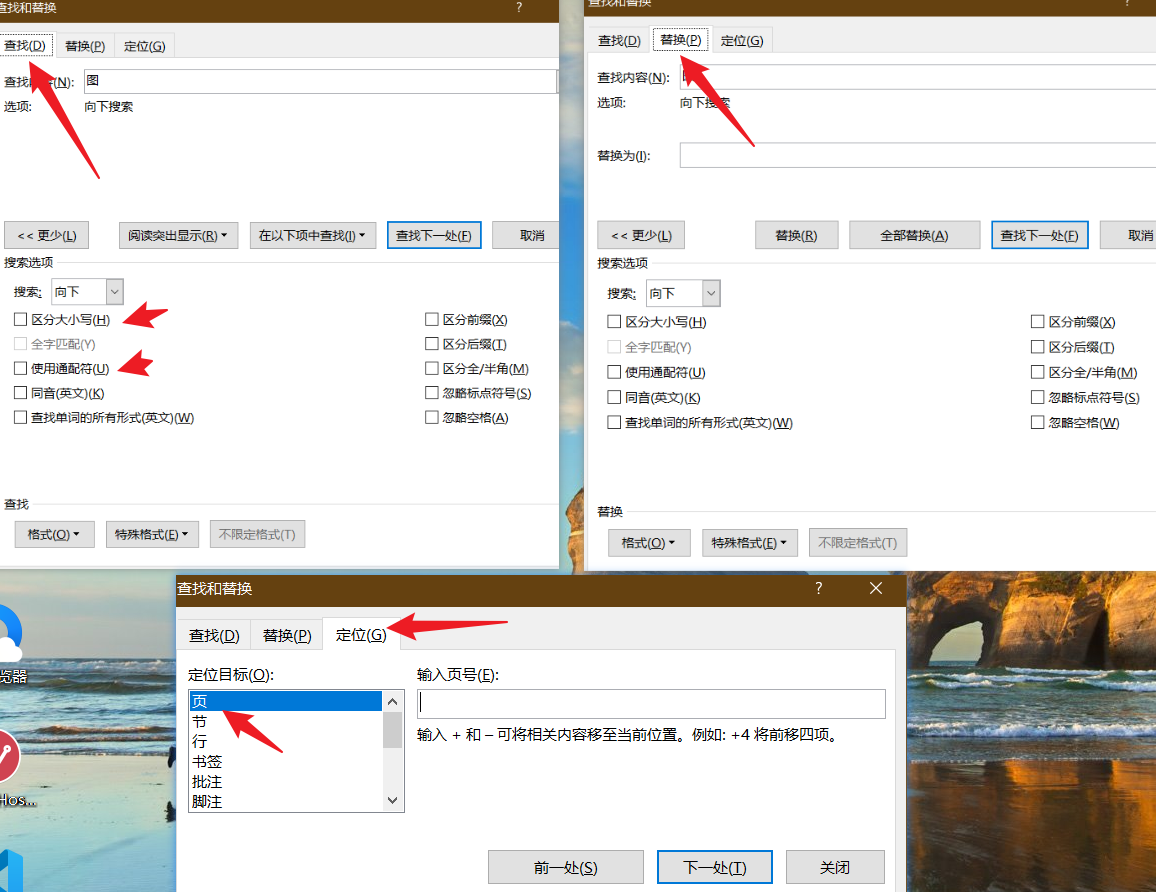 查找和替换 ?
查找(D) 替换(P) 定位(G)
查找内容(N): 图
选项: 向下搜索
<< 更少(L) 阅读突出显示(R) 在以下项中查找(I) 查找下一处(F) 取消
搜索选项
搜索: 向下
区分大小写(H) 区分前缀(X)
全字匹配(Y) 区分后缀(T)
使用通配符(U) 区分全/半角(M)
同音(英文)(K) 忽略标点符号(S)
查找单词的所有形式(英文)(W) 忽略空格(A)
查找
格式(O) 特殊格式(E) 不限定格式(T)
查找和替换 ?
查找(D) 替换(P) 定位(G)
查找内容(N):
选项: 向下搜索
替换为(I):
<< 更少(L) 替换(R) 全部替换(A) 查找下一处(F) 取消
搜索选项
搜索: 向下
区分大小写(H) 区分前缀(X)
全字匹配(Y) 区分后缀(T)
使用通配符(U) 区分全/半角(M)
同音(英文)(K) 忽略标点符号(S)
查找单词的所有形式(英文)(W) 忽略空格(W)
替换
格式(O) 特殊格式(E) 不限定格式(T)
查找和替换 ?
查找(D) 替换(P) 定位(G)
定位目标(O): 输入页号(E):
页
节
行
书签
批注
脚注
输入 + 和 – 可将相关内容移至当前位置。例如: +4 将前移四项。
前一处(S) 下一处(T) 关闭
览器
Hos...